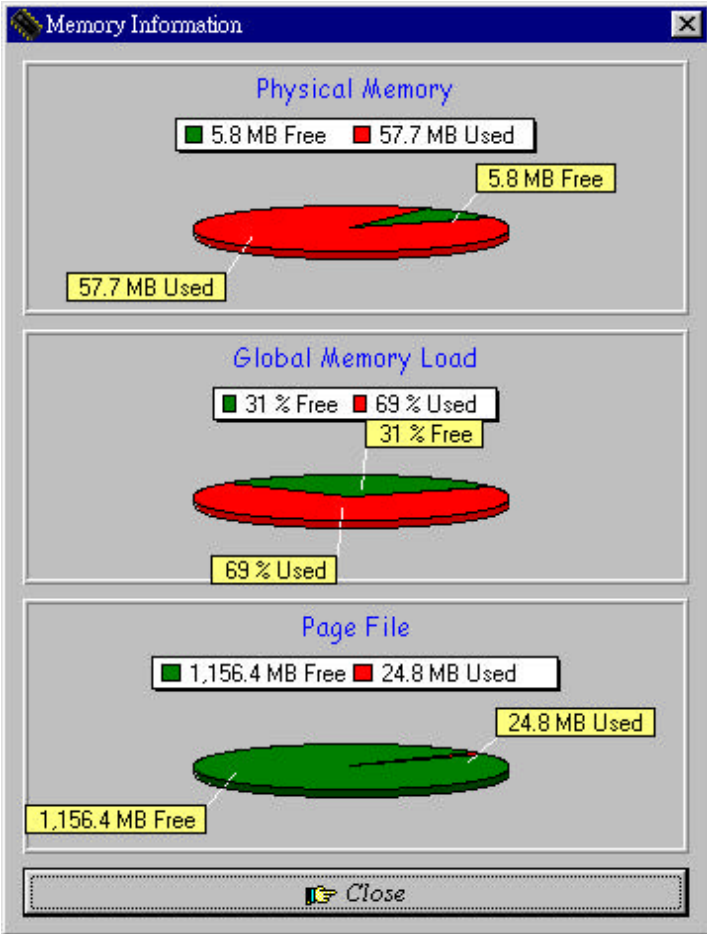 Memory Information
Physical Memory
5.8 MB Free 57.7 MB Used
5.8 MB Free
57.7 MB Used
Global Memory Load
31 % Free 69 % Used
31 % Free
69 % Used
Page File
1,156.4 MB Free 24.8 MB Used
24.8 MB Used
1,156.4 MB Free
Close